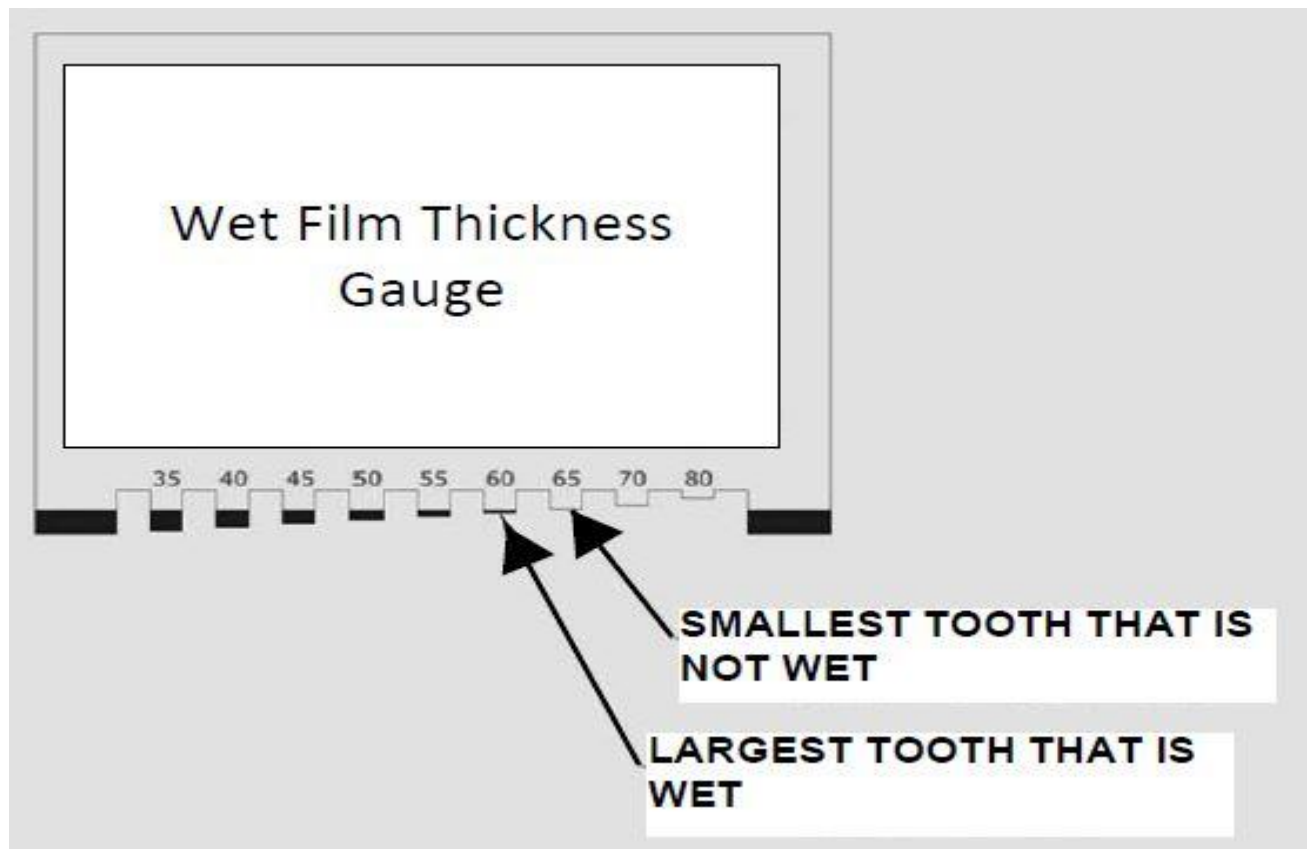 Wet Film Thickness
Gauge
35 40 45 50 55 60 65 70 80
SMALLEST TOOTH THAT IS
NOT WET
LARGEST TOOTH THAT IS
WET